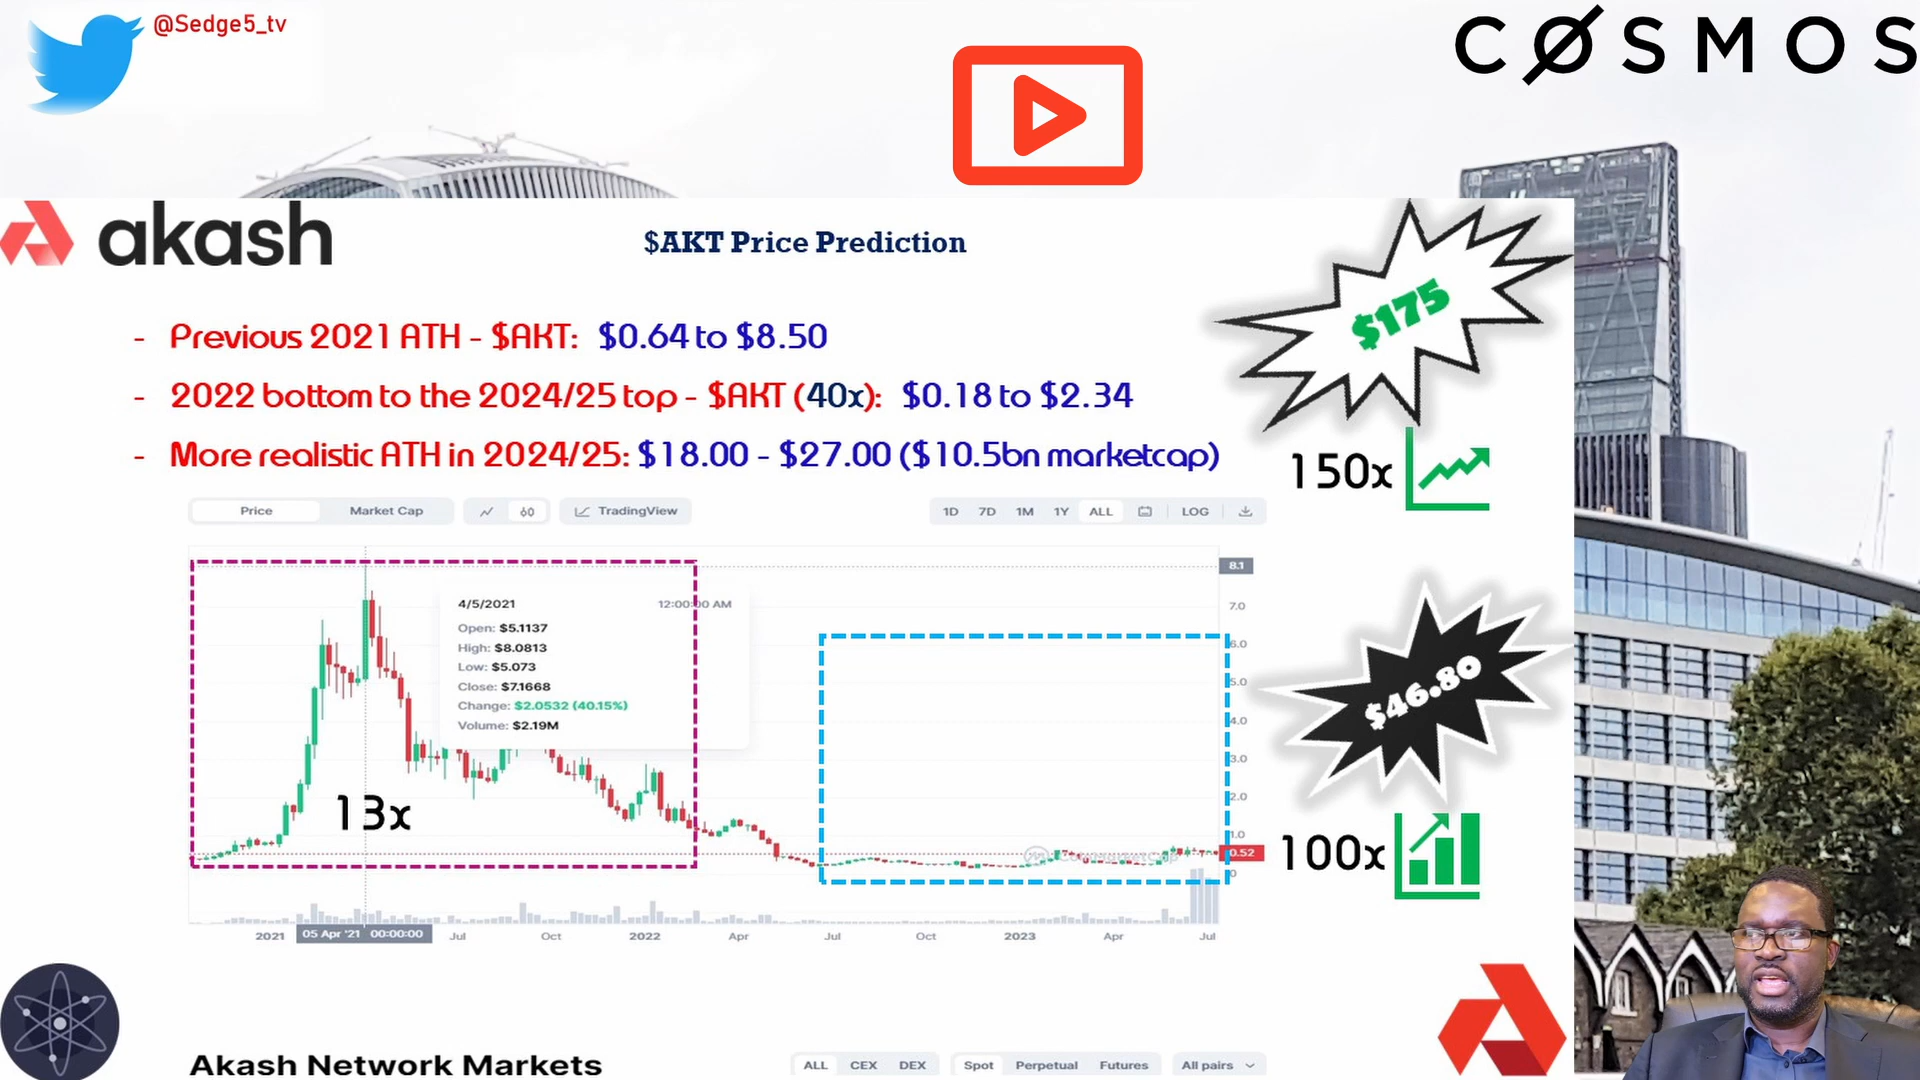 @Sedge5_tv
CØSMOS
akash
$AKT Price Prediction
$175
- Previous 2021 ATH - $AKT: $0.64 to $8.50
- 2022 bottom to the 2024/25 top - $AKT (40x): $0.18 to $2.34
- More realistic ATH in 2024/25: $18.00 - $27.00 ($10.5bn marketcap)
150x
Price Market Cap TradingView 1D 7D 1M 1Y ALL LOG
8.1
4/5/2021 12:00:00 AM
7.0
Open: $5.1137
High: $8.0813
6.0
Low: $5.073
5.0
Close: $7.1668
Change: $2.0532 (40.15%)
4.0
Volume: $2.19M
$46.80
3.0
2.0
13x
1.0
0.52
100x
0
2021 05 Apr '21 00:00:00 Jul Oct 2022 Apr Jul Oct 2023 Apr Jul
Akash Network Markets
ALL CEX DEX Spot Perpetual Futures All pairs